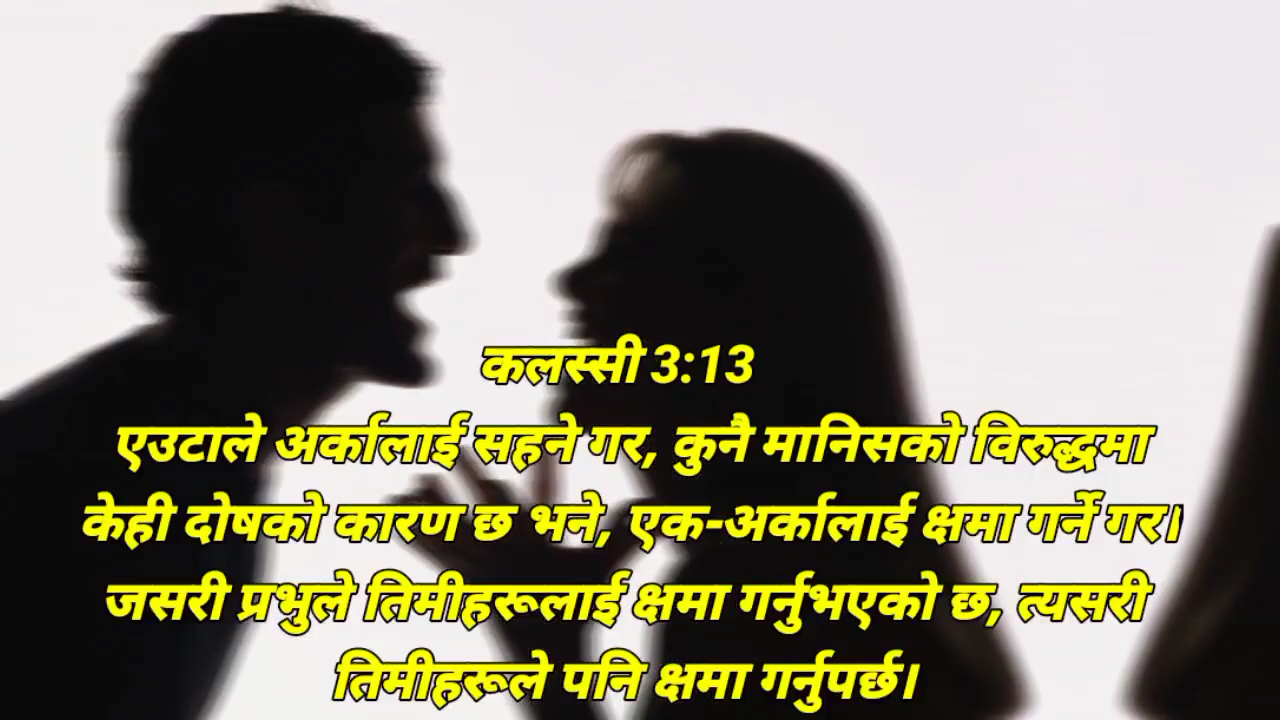 कलस्सी 3:13
एउटाले अर्कालाई सहने गर, कुनै मानिसको विरुद्धमा
केही दोषको कारण छ भने, एक-अर्कालाई क्षमा गर्ने गर।
जसरी प्रभुले तिमीहरूलाई क्षमा गर्नुभएको छ, त्यसरी
तिमीहरूले पनि क्षमा गर्नुपर्छ।